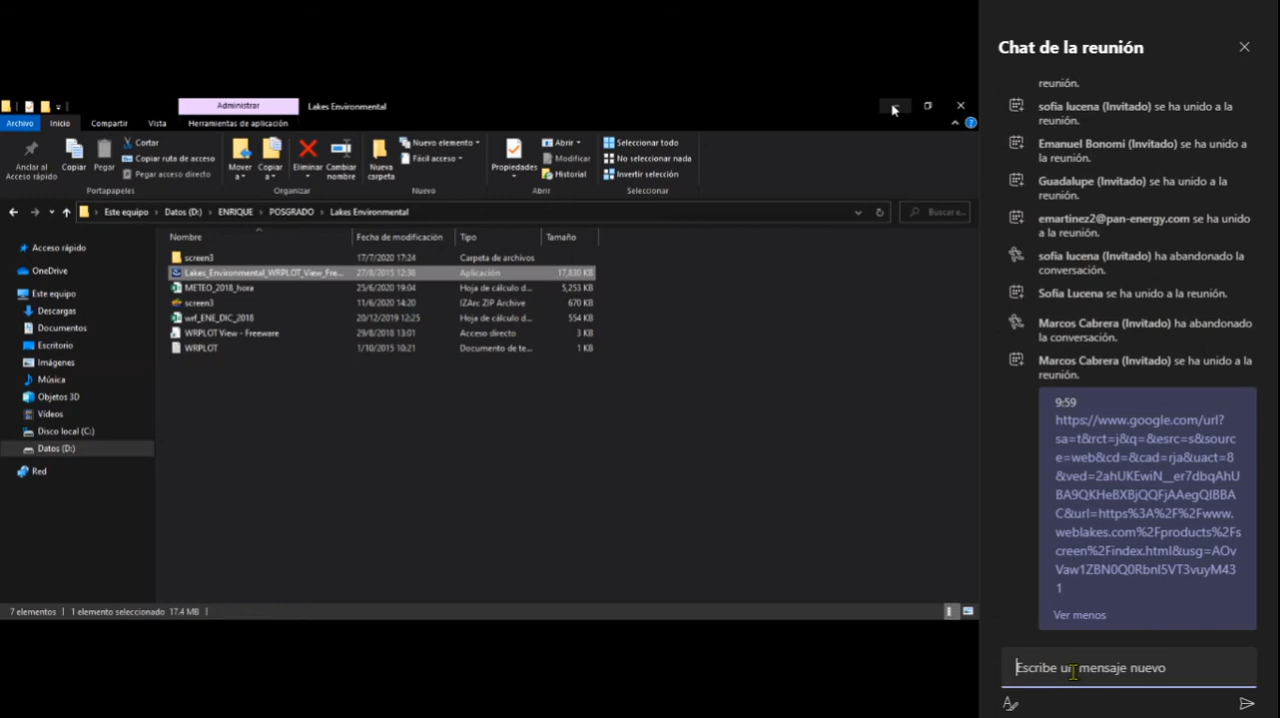 Administrar
Lakes Environmental
Archivo
Inicio
Compartir
Vista
Herramientas de aplicación
Anclar al
Acceso rápido
Copiar
Pegar
Cortar
Copiar ruta de acceso
Pegar acceso directo
Portapapeles
Mover
a
Copiar
a
Eliminar
Cambiar
nombre
Organizar
Nueva
carpeta
Nuevo elemento
Fácil acceso
Nuevo
Propiedades
Abrir
Modificar
Historial
Abrir
Seleccionar todo
No seleccionar nada
Invertir selección
Seleccionar
Este equipo > Datos (D:) > ENRIQUE > POSGRADO > Lakes Environmental
Buscar e...
Acceso rápido
OneDrive
Este equipo
Descargas
Documentos
Escritorio
Imágenes
Música
Objetos 3D
Vídeos
Disco local (C:)
Datos (D:)
Red
Nombre Fecha de modificación Tipo Tamaño
screen3 17/7/2020 17:24 Carpeta de archivos
Lakes_Environmental_WRPLOT_View_Fre... 27/8/2015 12:38 Aplicación 17,830 KB
METEO_2018_hora 25/6/2020 19:04 Hoja de cálculo d... 5,253 KB
screen3 11/6/2020 14:20 IZArc ZIP Archive 670 KB
wrf_ENE_DIC_2018 20/12/2019 12:25 Hoja de cálculo d... 554 KB
WRPLOT View - Freeware 29/8/2018 13:01 Acceso directo 3 KB
WRPLOT 1/10/2015 10:21 Documento de te... 1 KB
7 elementos 1 elemento seleccionado 17.4 MB
Chat de la reunión
reunión.
sofia lucena (Invitado) se ha unido a la
reunión.
Emanuel Bonomi (Invitado) se ha unido a
la reunión.
Guadalupe (Invitado) se ha unido a la
reunión.
emartinez2@pan-energy.com se ha unido
a la reunión.
sofia lucena (Invitado) ha abandonado la
conversación.
Sofia Lucena se ha unido a la reunión.
Marcos Cabrera (Invitado) ha abandonado
la conversación.
Marcos Cabrera (Invitado) se ha unido a la
reunión.
9:59
https://www.google.com/url?
sa=t&rct=j&q=&esrc=s&sourc
e=web&cd=&cad=rja&uact=8
&ved=2ahUKEwiN__er7dbqAhU
BA9QKHeBXBjQQFjAAegQIBBA
C&url=https%3A%2F%2Fwww.
weblakes.com%2Fproducts%2Fs
creen%2Findex.html&usg=AOv
Vaw1ZBN0Q0RbnI5VT3vuyM43
1
Ver menos
Escribe un mensaje nuevo